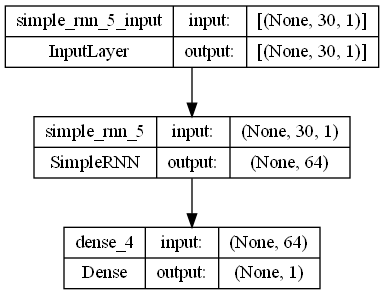 simple_rnn_5_input input: [(None, 30, 1)]
InputLayer output: [(None, 30, 1)]
simple_rnn_5 input: (None, 30, 1)
SimpleRNN output: (None, 64)
dense_4 input: (None, 64)
Dense output: (None, 1)